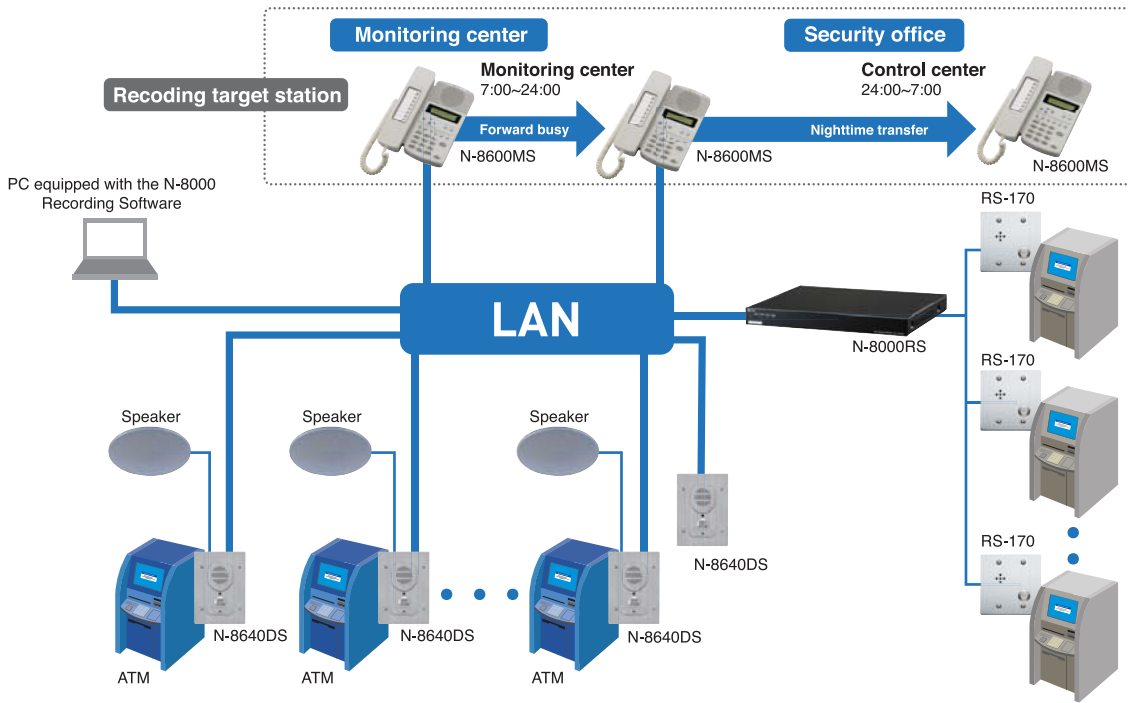 Monitoring center
Security office
Recoding target station
Monitoring center
7:00~24:00
Control center
24:00~7:00
Forward busy
Nighttime transfer
N-8600MS
N-8600MS
N-8600MS
PC equipped with the N-8000
Recording Software
RS-170
LAN
N-8000RS
RS-170
Speaker
Speaker
Speaker
RS-170
N-8640DS
N-8640DS
N-8640DS
N-8640DS
ATM
ATM
ATM